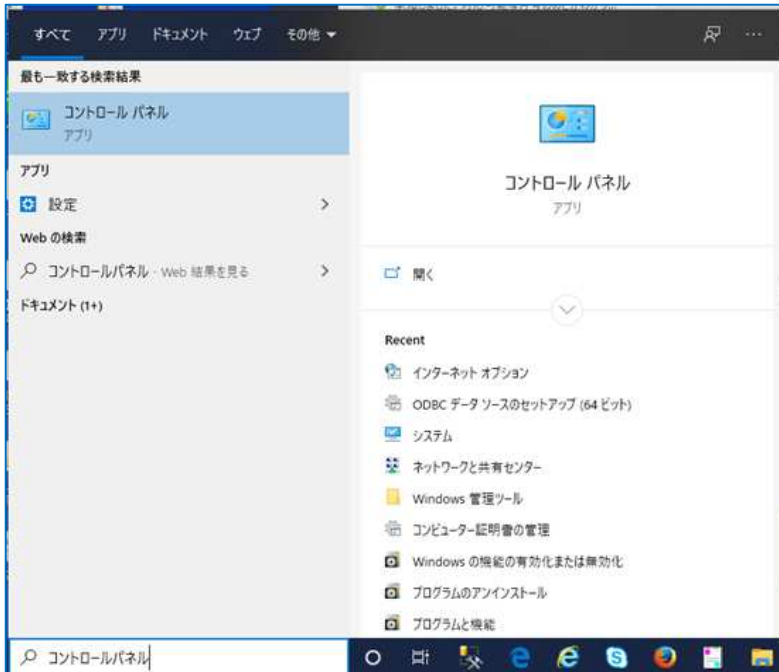 すべて アプリ ドキュメント ウェブ その他
最も一致する検索結果
コントロール パネル
アプリ
アプリ
設定
Web の検索
コントロールパネル - Web 結果を見る
ドキュメント (1+)
コントロール パネル
アプリ
開く
Recent
インターネット オプション
ODBC データ ソースのセットアップ (64 ビット)
システム
ネットワークと共有センター
Windows 管理ツール
コンピューター証明書の管理
Windows の機能の有効化または無効化
プログラムのアンインストール
プログラムと機能
コントロールパネル